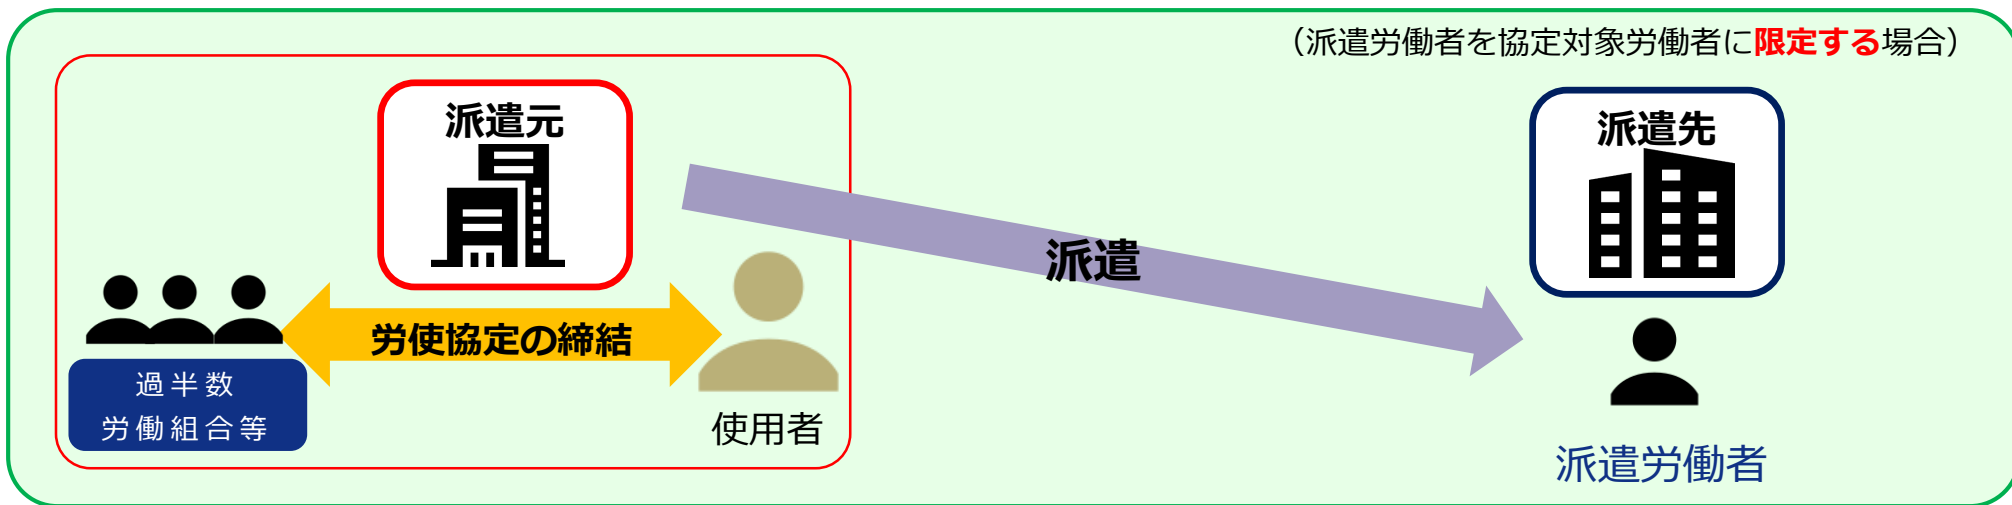 （派遣労働者を協定対象労働者に限定する場合）
派遣元
派遣先
派遣
労使協定の締結
過半数
労働組合等
使用者
派遣労働者